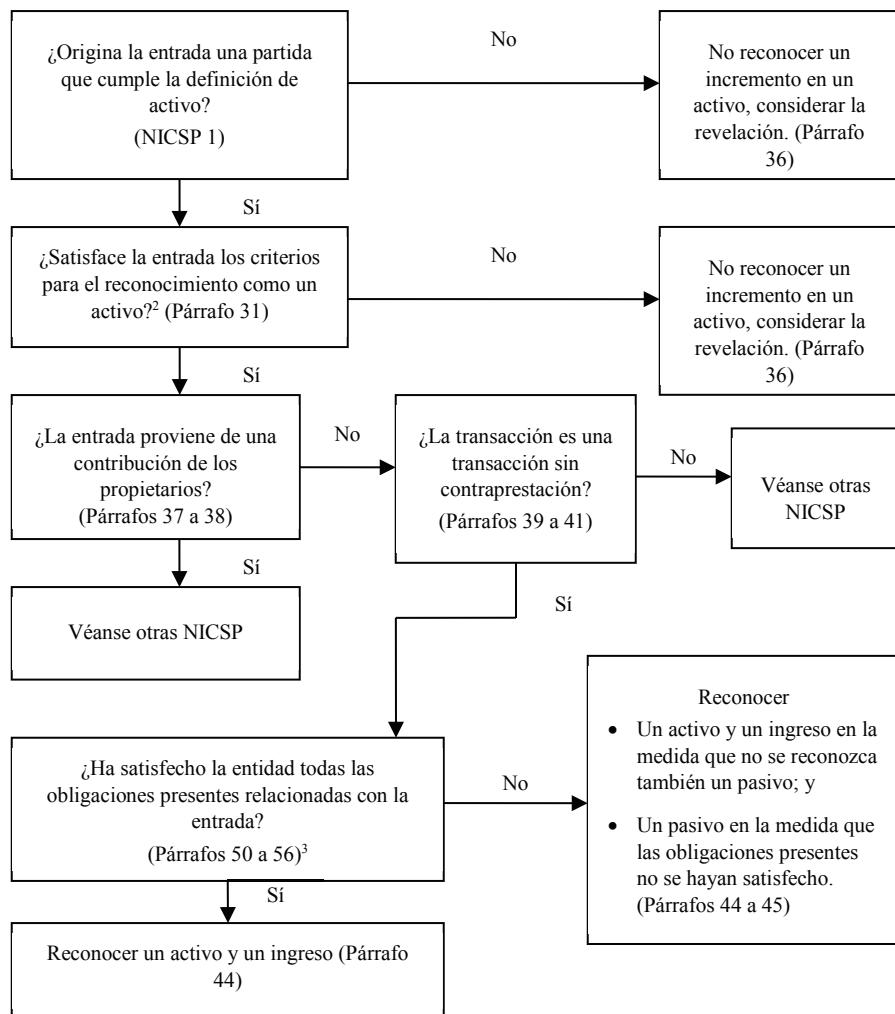 ¿Origina la entrada una partida
que cumple la definición de
activo?
(NICSP 1)
No
No reconocer un
incremento en un
activo, considerar la
revelación. (Párrafo
36)
Sí
¿Satisface la entrada los criterios
para el reconocimiento como un
activo?² (Párrafo 31)
No
No reconocer un
incremento en un
activo, considerar la
revelación. (Párrafo
36)
Sí
¿La entrada proviene de una
contribución de los
propietarios?
(Párrafos 37 a 38)
No
¿La transacción es una
transacción sin
contraprestación?
(Párrafos 39 a 41)
No
Véanse otras
NICSP
Sí
Véanse otras NICSP
Sí
¿Ha satisfecho la entidad todas las
obligaciones presentes relacionadas con la
entrada?
(Párrafos 50 a 56)³
No
Reconocer
• Un activo y un ingreso en la
medida que no se reconozca
también un pasivo; y
• Un pasivo en la medida que
las obligaciones presentes
no se hayan satisfecho.
(Párrafos 44 a 45)
Sí
Reconocer un activo y un ingreso (Párrafo
44)